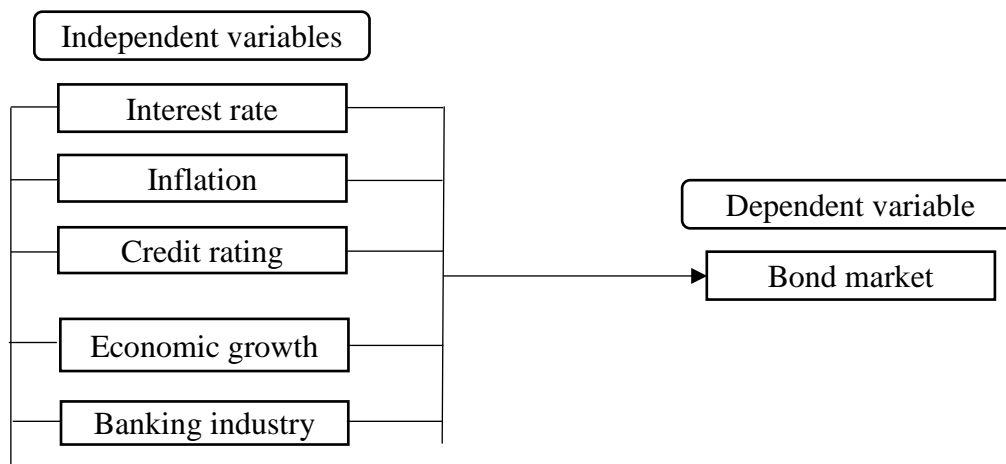 Independent variables
Interest rate
Inflation
Credit rating
Economic growth
Banking industry
Dependent variable
Bond market